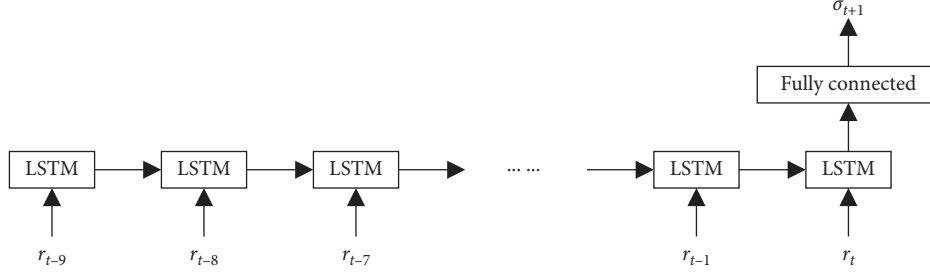 σt+1
Fully connected
LSTM LSTM LSTM ... ... LSTM LSTM
rt–9 rt–8 rt–7 rt–1 rt